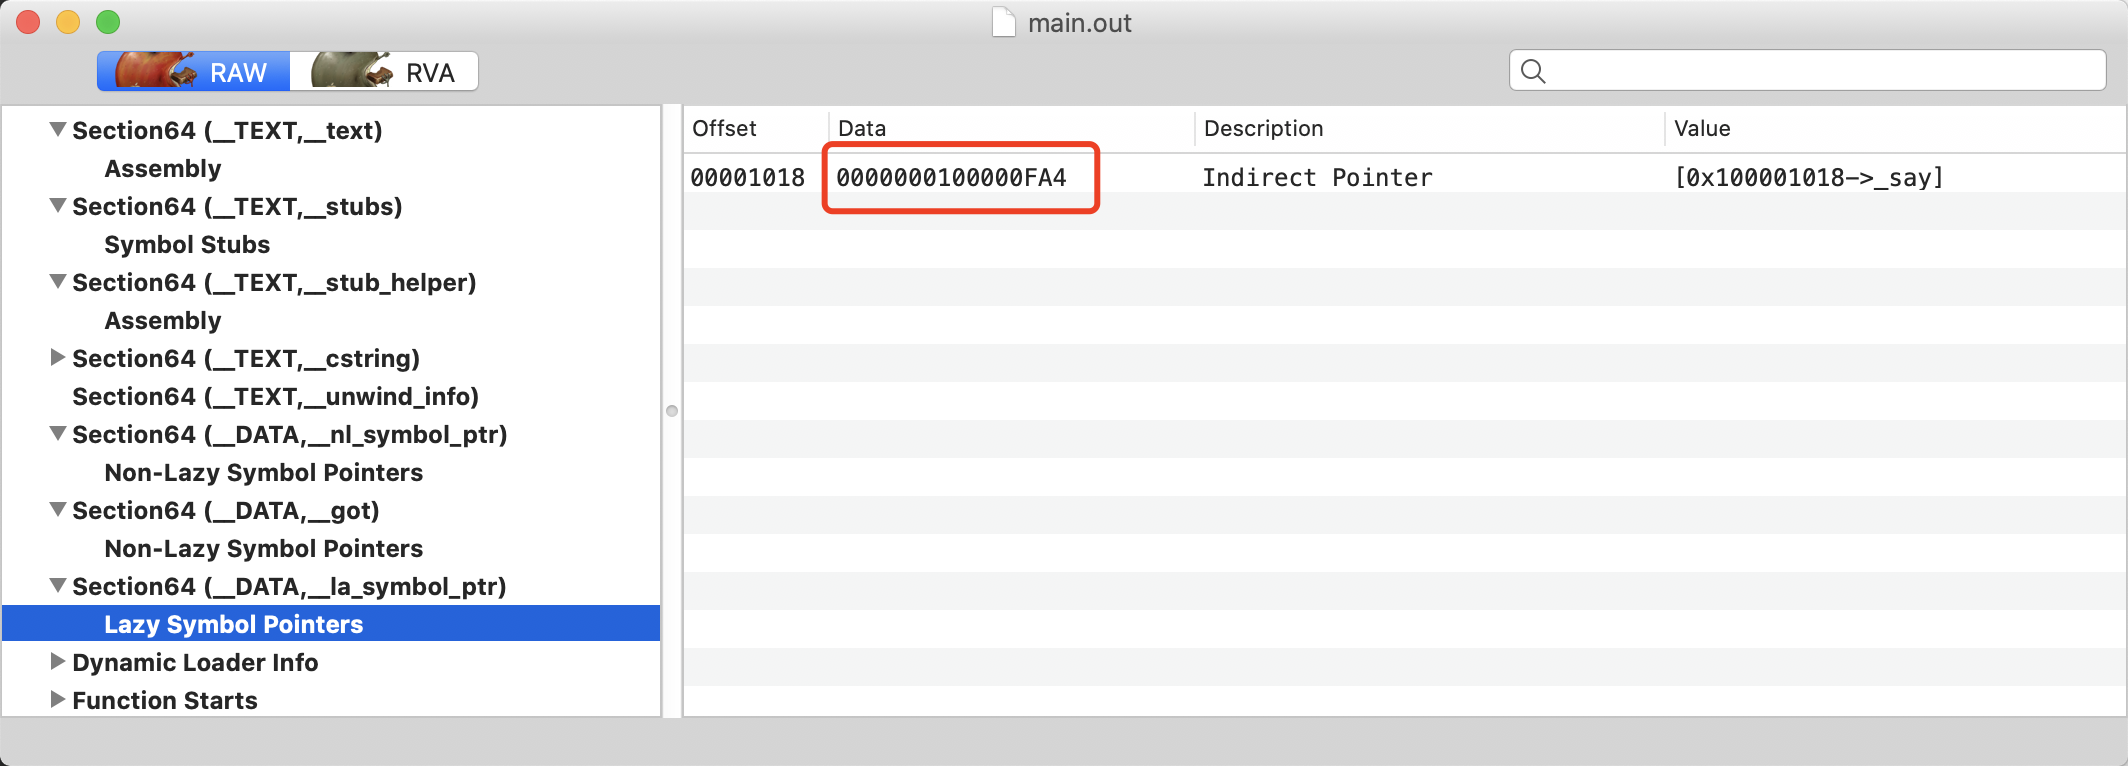 main.out
RAW RVA
Section64 (__TEXT,__text)
Assembly
Section64 (__TEXT,__stubs)
Symbol Stubs
Section64 (__TEXT,__stub_helper)
Assembly
Section64 (__TEXT,__cstring)
Section64 (__TEXT,__unwind_info)
Section64 (__DATA,__nl_symbol_ptr)
Non-Lazy Symbol Pointers
Section64 (__DATA,__got)
Non-Lazy Symbol Pointers
Section64 (__DATA,__la_symbol_ptr)
Lazy Symbol Pointers
Dynamic Loader Info
Function Starts
Offset Data Description Value
00001018 0000000100000FA4 Indirect Pointer [0x100001018->_say]